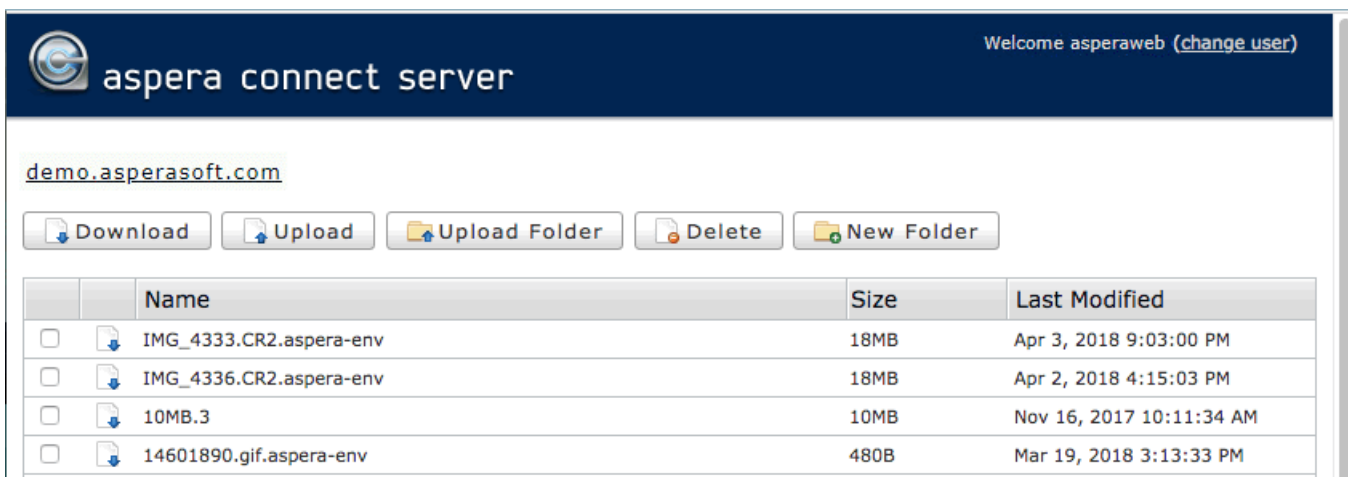 Welcome asperaweb (change user)
aspera connect server
demo.asperasoft.com
Download Upload Upload Folder Delete New Folder
Name Size Last Modified
IMG_4333.CR2.aspera-env 18MB Apr 3, 2018 9:03:00 PM
IMG_4336.CR2.aspera-env 18MB Apr 2, 2018 4:15:03 PM
10MB.3 10MB Nov 16, 2017 10:11:34 AM
14601890.gif.aspera-env 480B Mar 19, 2018 3:13:33 PM